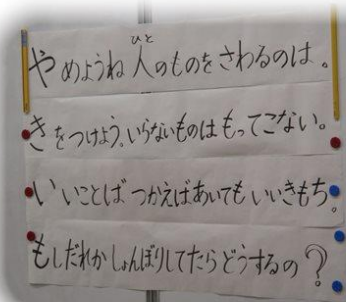 やめようね人のものをさわるのは。
きをつけよう。いらないものはもってこない。
いいことばつかえばあいてもいいきもち。
もしだれかしょんぼりしてたらどうするの?